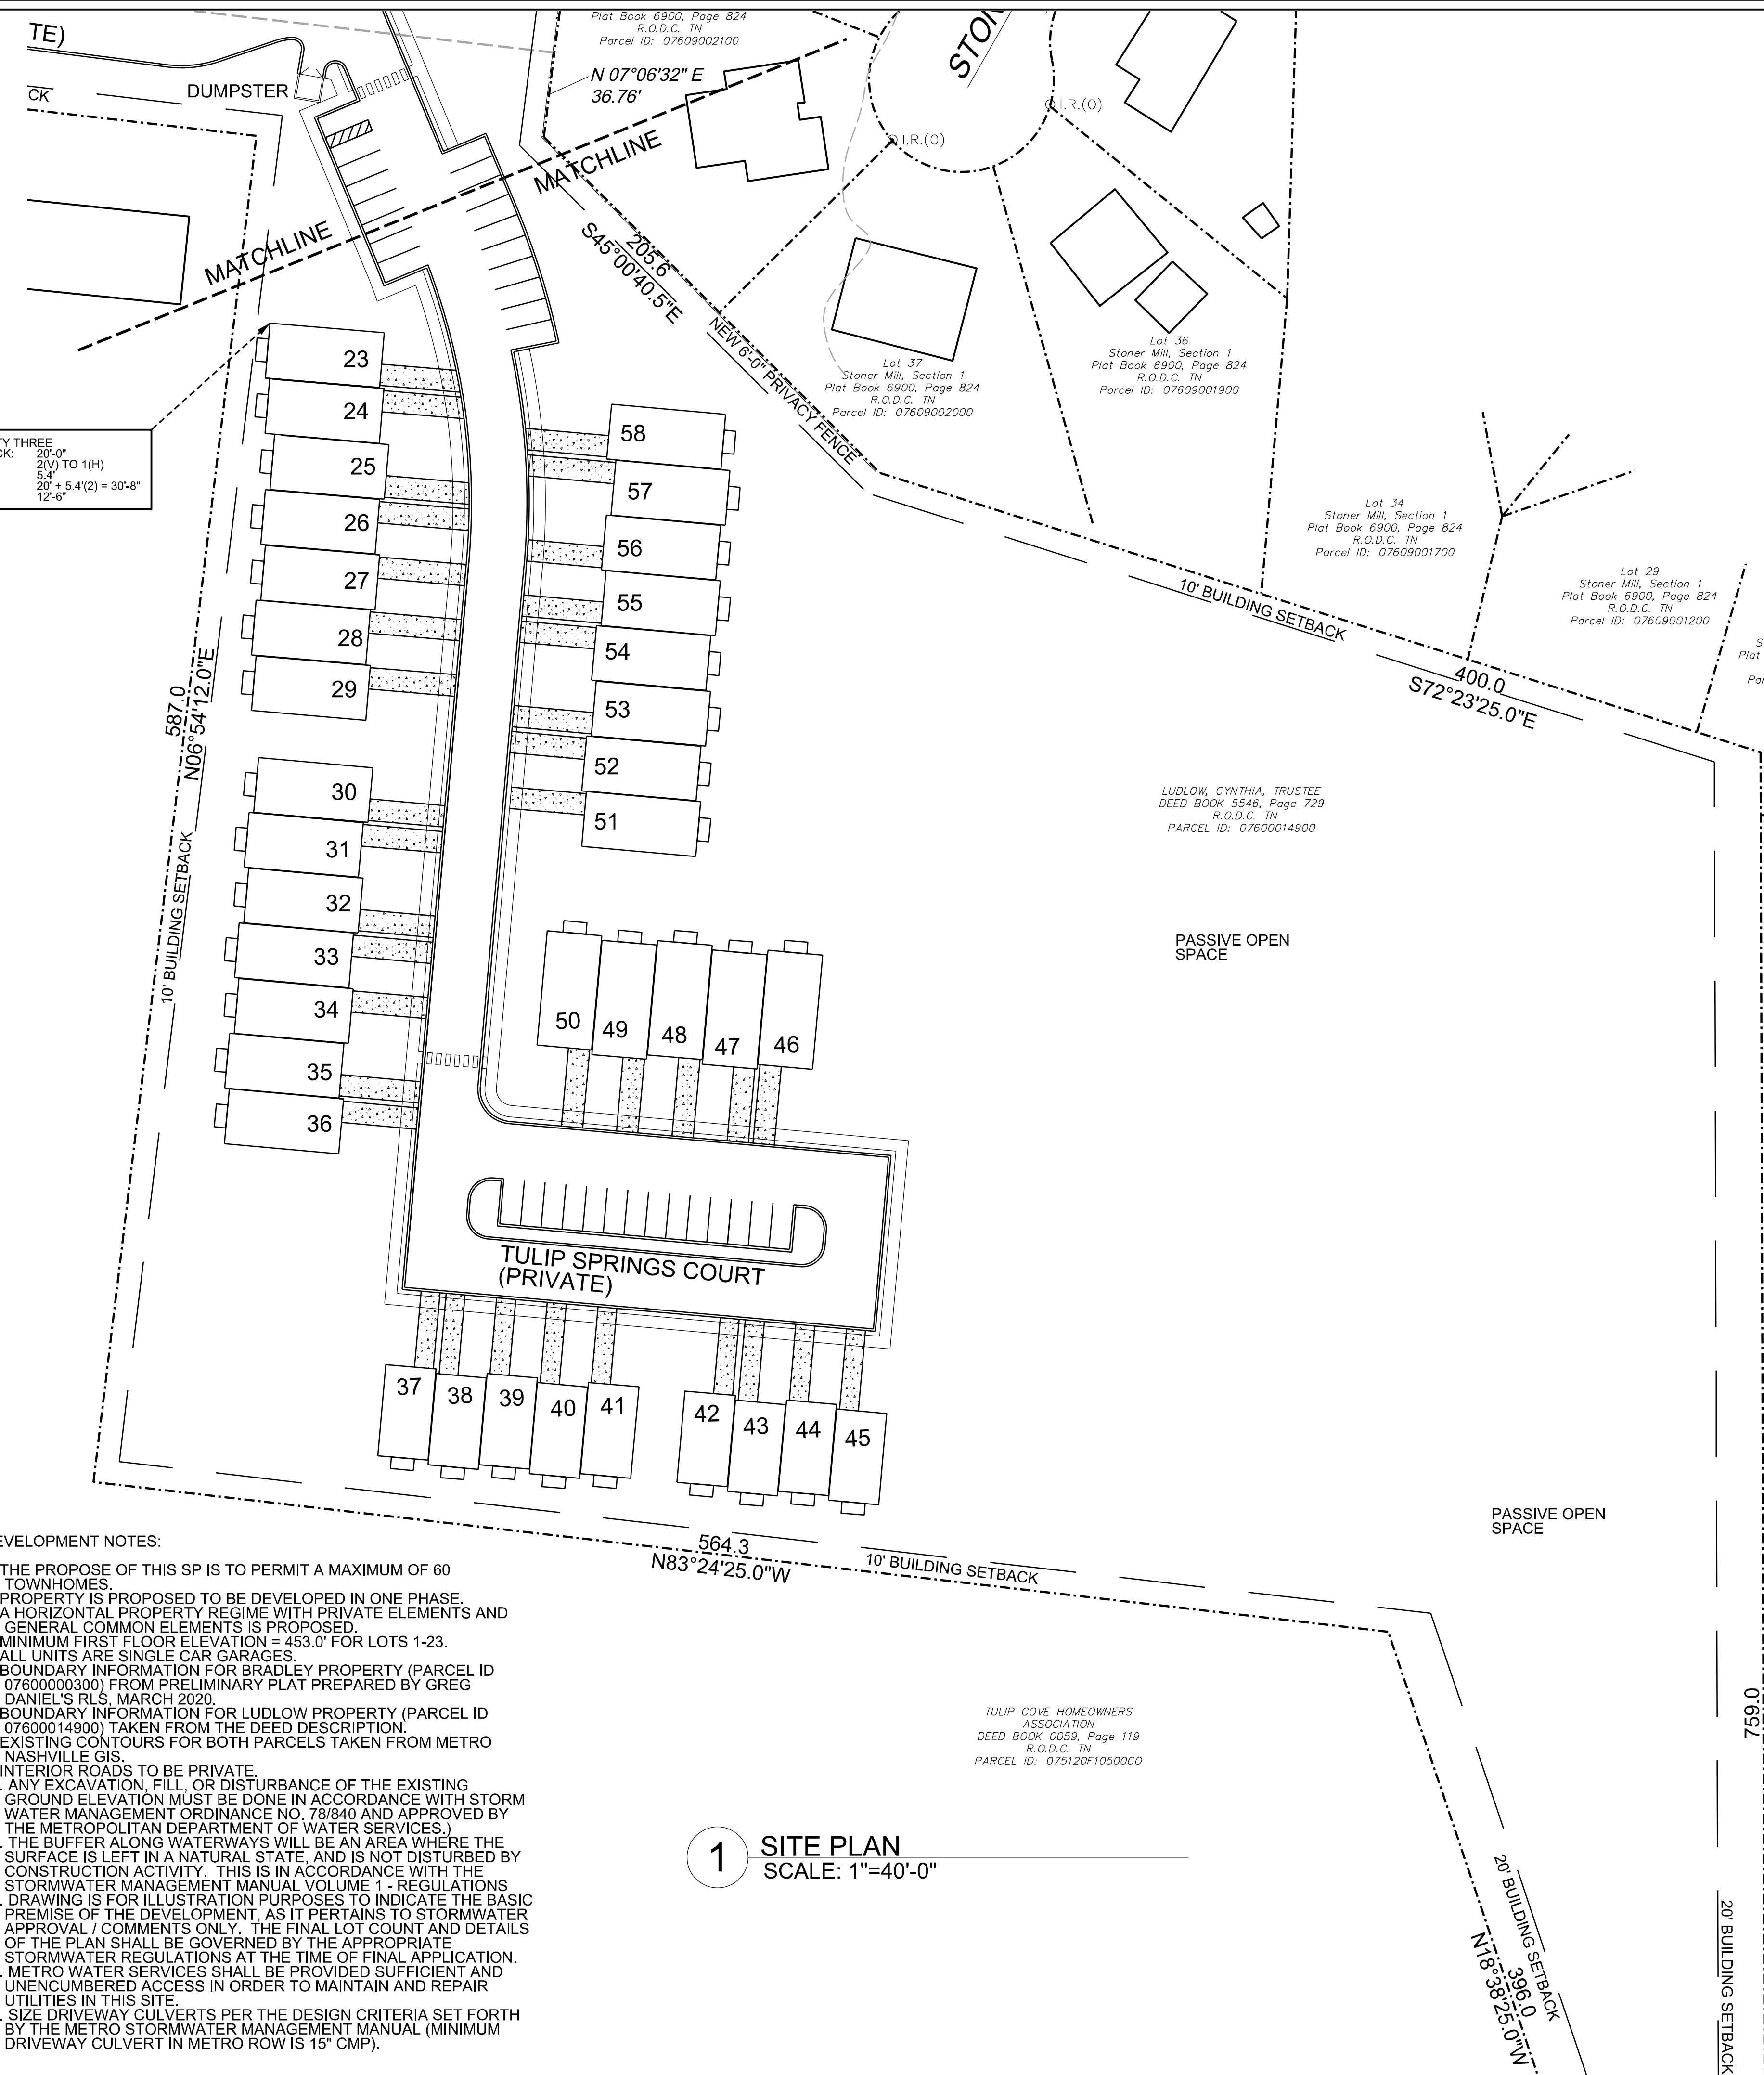 TE)
CK
DUMPSTER
Plat Book 6900, Page 824
R.O.D.C. TN
Parcel ID: 07609002100
N 07°06'32" E
36.76'
MATCHLINE
MATCHLINE
I.R.(O)
I.R.(O)
205.6
S45°00'40.5"E
NEW 6'-0" PRIVACY FENCE
Lot 37
Stoner Mill, Section 1
Plat Book 6900, Page 824
R.O.D.C. TN
Parcel ID: 07609002000
Lot 36
Stoner Mill, Section 1
Plat Book 6900, Page 824
R.O.D.C. TN
Parcel ID: 07609001900
Lot 34
Stoner Mill, Section 1
Plat Book 6900, Page 824
R.O.D.C. TN
Parcel ID: 07609001700
Lot 29
Stoner Mill, Section 1
Plat Book 6900, Page 824
R.O.D.C. TN
Parcel ID: 07609001200
S
Plat
Par
TY THREE
CK: 20'-0"
2(V) TO 1(H)
5.4'
20' + 5.4'(2) = 30'-8"
12'-6"
23
24
25
26
27
28
29
30
31
32
33
34
35
36
58
57
56
55
54
53
52
51
50
49
48
47
46
587.0
N06°54'12.0"E
10' BUILDING SETBACK
10' BUILDING SETBACK
400.0
S72°23'25.0"E
LUDLOW, CYNTHIA, TRUSTEE
DEED BOOK 5546, Page 729
R.O.D.C. TN
PARCEL ID: 07600014900
PASSIVE OPEN
SPACE
TULIP SPRINGS COURT
(PRIVATE)
37
38
39
40
41
42
43
44
45
PASSIVE OPEN
SPACE
564.3
N83°24'25.0"W
10' BUILDING SETBACK
EVELOPMENT NOTES:
THE PROPOSE OF THIS SP IS TO PERMIT A MAXIMUM OF 60
TOWNHOMES.
PROPERTY IS PROPOSED TO BE DEVELOPED IN ONE PHASE.
A HORIZONTAL PROPERTY REGIME WITH PRIVATE ELEMENTS AND
GENERAL COMMON ELEMENTS IS PROPOSED.
MINIMUM FIRST FLOOR ELEVATION = 453.0' FOR LOTS 1-23.
ALL UNITS ARE SINGLE CAR GARAGES.
BOUNDARY INFORMATION FOR BRADLEY PROPERTY (PARCEL ID
07600000300) FROM PRELIMINARY PLAT PREPARED BY GREG
DANIEL'S RLS, MARCH 2020.
BOUNDARY INFORMATION FOR LUDLOW PROPERTY (PARCEL ID
07600014900) TAKEN FROM THE DEED DESCRIPTION.
EXISTING CONTOURS FOR BOTH PARCELS TAKEN FROM METRO
NASHVILLE GIS.
INTERIOR ROADS TO BE PRIVATE.
. ANY EXCAVATION, FILL, OR DISTURBANCE OF THE EXISTING
GROUND ELEVATION MUST BE DONE IN ACCORDANCE WITH STORM
WATER MANAGEMENT ORDINANCE NO. 78/840 AND APPROVED BY
THE METROPOLITAN DEPARTMENT OF WATER SERVICES.)
. THE BUFFER ALONG WATERWAYS WILL BE AN AREA WHERE THE
SURFACE IS LEFT IN A NATURAL STATE, AND IS NOT DISTURBED BY
CONSTRUCTION ACTIVITY. THIS IS IN ACCORDANCE WITH THE
STORMWATER MANAGEMENT MANUAL VOLUME 1 - REGULATIONS
. DRAWING IS FOR ILLUSTRATION PURPOSES TO INDICATE THE BASIC
PREMISE OF THE DEVELOPMENT, AS IT PERTAINS TO STORMWATER
APPROVAL / COMMENTS ONLY. THE FINAL LOT COUNT AND DETAILS
OF THE PLAN SHALL BE GOVERNED BY THE APPROPRIATE
STORMWATER REGULATIONS AT THE TIME OF FINAL APPLICATION.
. METRO WATER SERVICES SHALL BE PROVIDED SUFFICIENT AND
UNENCUMBERED ACCESS IN ORDER TO MAINTAIN AND REPAIR
UTILITIES IN THIS SITE.
. SIZE DRIVEWAY CULVERTS PER THE DESIGN CRITERIA SET FORTH
BY THE METRO STORMWATER MANAGEMENT MANUAL (MINIMUM
DRIVEWAY CULVERT IN METRO ROW IS 15" CMP).
TULIP COVE HOMEOWNERS
ASSOCIATION
DEED BOOK 0059, Page 119
R.O.D.C. TN
PARCEL ID: 075120F10500CO
1
SITE PLAN
SCALE: 1"=40'-0"
759.0
20' BUILDING SETBACK
396.0
N18°38'25.0"W
20' BUILDING SETBACK